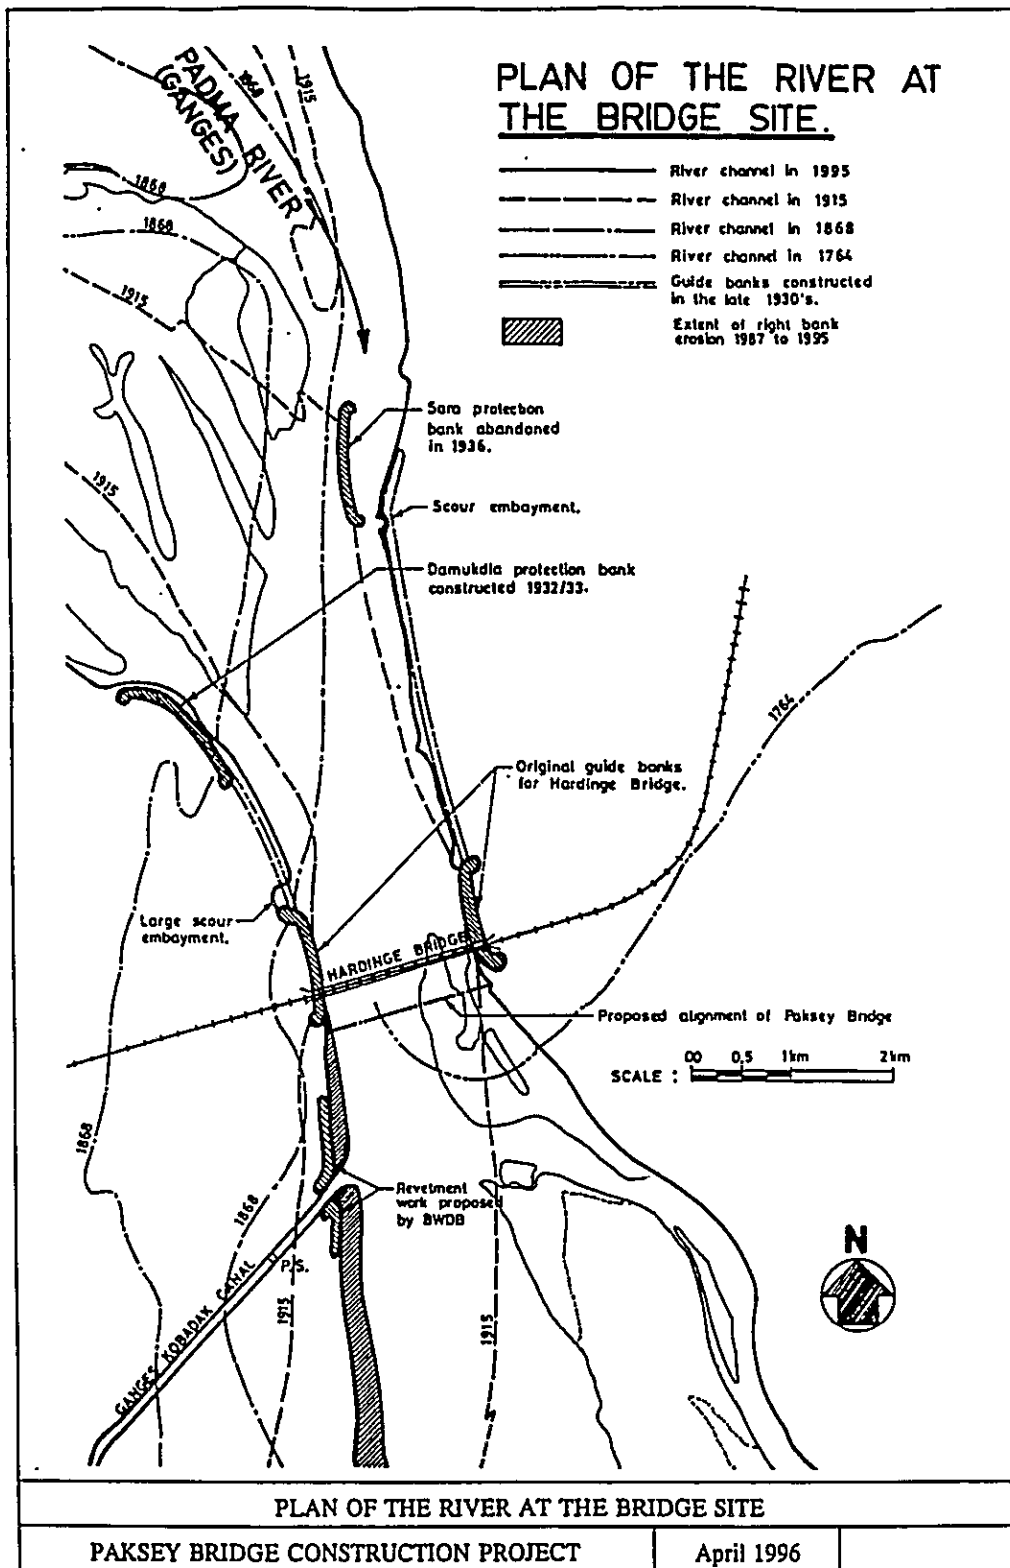 PLAN OF THE RIVER AT
THE BRIDGE SITE.
River channel in 1995
River channel in 1915
River channel in 1868
River channel in 1764
Guide banks constructed
in the late 1930's.
Extent of right bank
erosion 1987 to 1995
PADMA RIVER
(GANGES)
1868
1915
1868
1868
1915
1915
Sara protection
bank abandoned
in 1936.
Scour embayment.
Damukdia protection bank
constructed 1932/33.
1764
Original guide banks
for Hardinge Bridge.
Large scour
embayment.
HARDINGE BRIDGE
Proposed alignment of Paksey Bridge
SCALE :
00 0.5 1km 2km
1868
1868
Revetment
work proposed
by BWDB
P.S.
GANGES KOBADAK CANAL
1915
1915
N
PLAN OF THE RIVER AT THE BRIDGE SITE
PAKSEY BRIDGE CONSTRUCTION PROJECT
April 1996